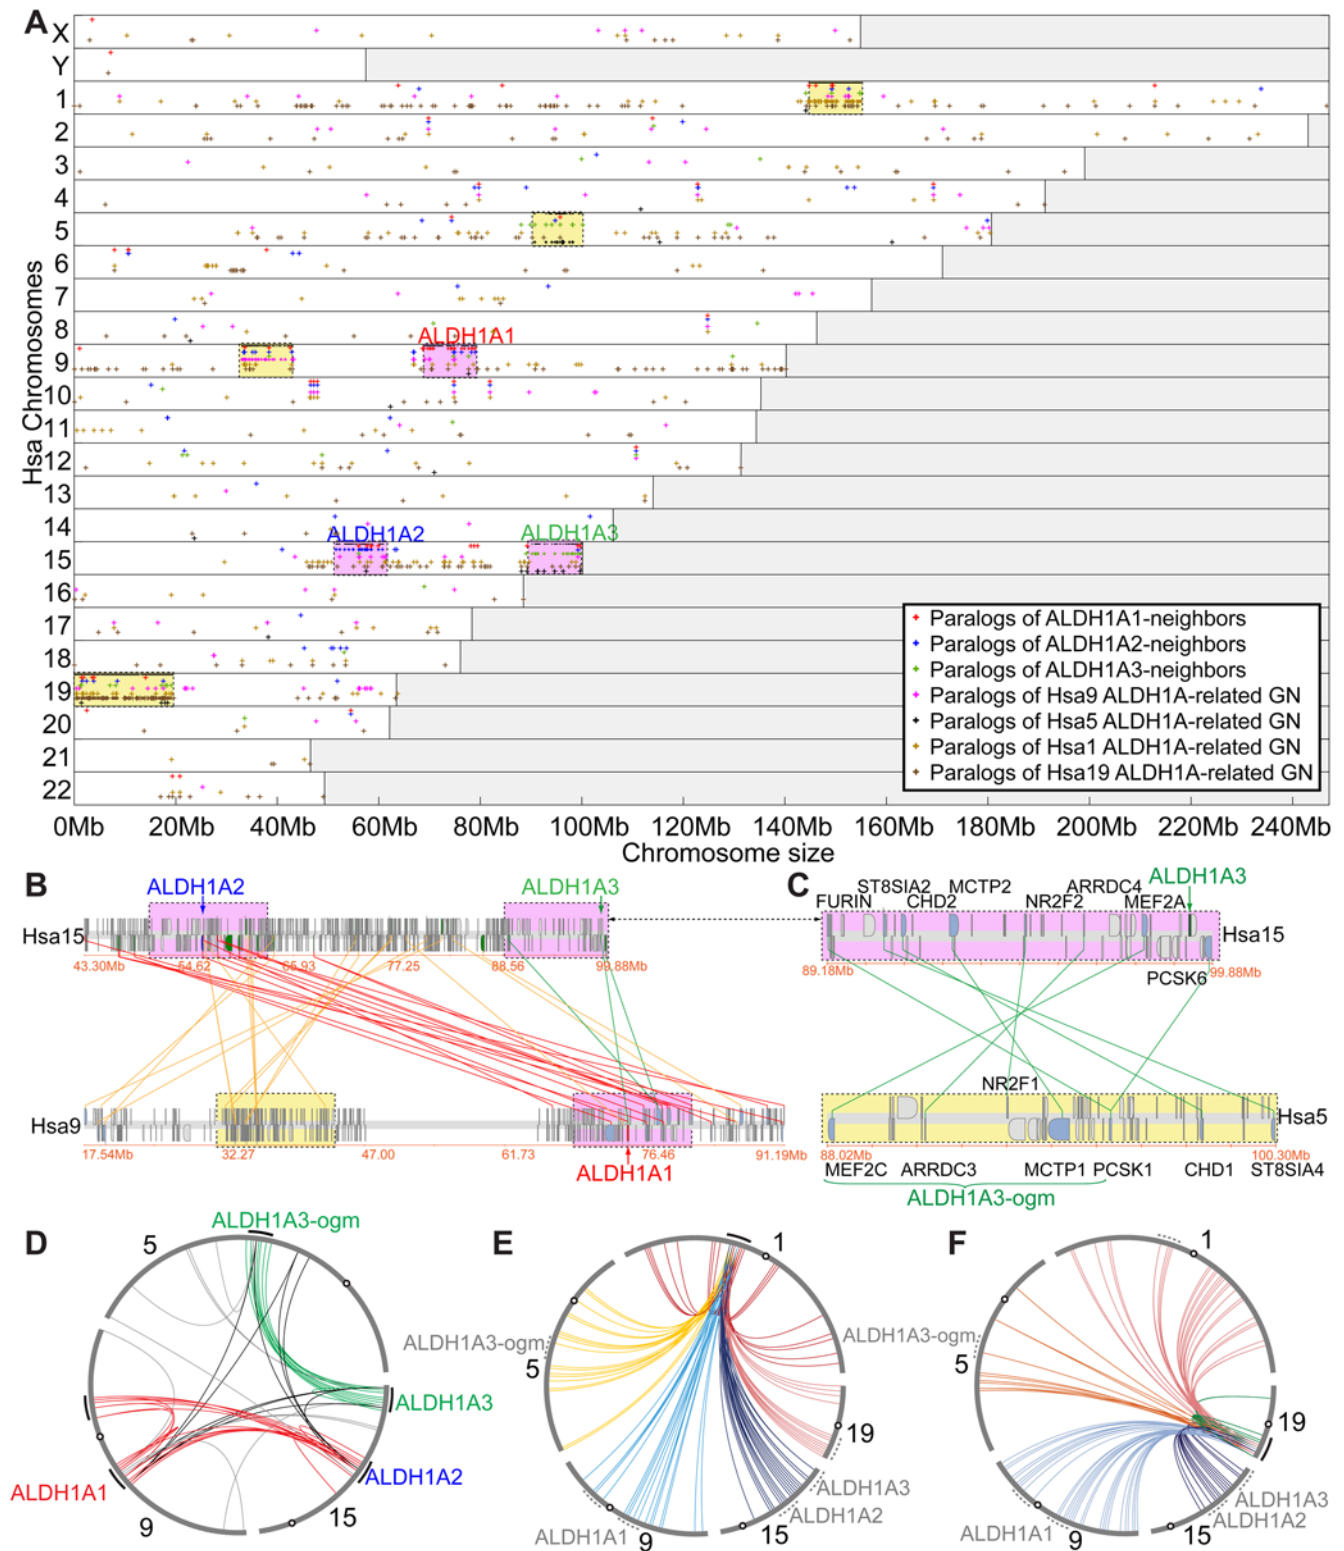 A
X
Y
1
2
3
4
5
6
7
8
ALDH1A1
9
10
11
12
13
14
ALDH1A2 ALDH1A3
15
16
17
18
19
20
21
22
Hsa Chromosomes
Paralogs of ALDH1A1-neighbors
Paralogs of ALDH1A2-neighbors
Paralogs of ALDH1A3-neighbors
Paralogs of Hsa9 ALDH1A-related GN
Paralogs of Hsa5 ALDH1A-related GN
Paralogs of Hsa1 ALDH1A-related GN
Paralogs of Hsa19 ALDH1A-related GN
0Mb 20Mb 40Mb 60Mb 80Mb 100Mb 120Mb 140Mb 160Mb 180Mb 200Mb 220Mb 240Mb
Chromosome size
B
ALDH1A2 ALDH1A3
Hsa15
43.30Mb 54.62 65.93 77.25 88.56 99.88Mb
Hsa9
17.54Mb 32.27 47.00 61.73 76.46 91.19Mb
ALDH1A1
C
ALDH1A3
ST8SIA2 MCTP2 ARRDC4
FURIN CHD2 NR2F2 MEF2A
Hsa15
89.18Mb PCSK6 99.88Mb
NR2F1
Hsa5
88.02Mb 100.30Mb
MEF2C ARRDC3 MCTP1 PCSK1 CHD1 ST8SIA4
ALDH1A3-ogm
D
ALDH1A3-ogm
5
ALDH1A3
ALDH1A2
ALDH1A1
15
9
E
1
ALDH1A3-ogm
5
19
ALDH1A3
ALDH1A2
ALDH1A1
15
9
F
1
ALDH1A3-ogm
5
19
ALDH1A3
ALDH1A2
ALDH1A1
15
9